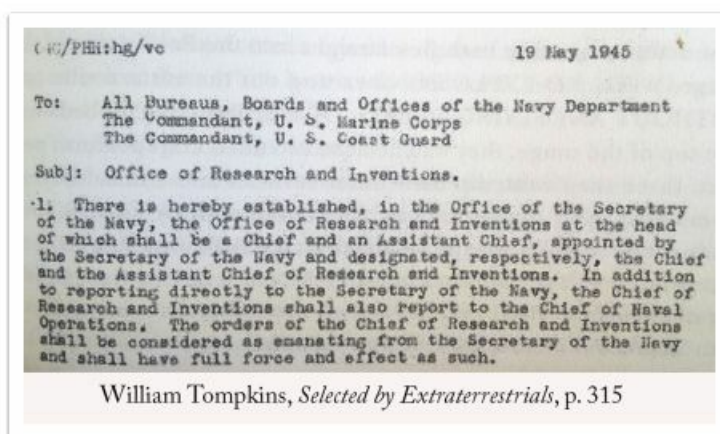 /PHH:hg/vc
19 May 1945
To: All Bureaus, Boards and Offices of the Navy Department
The Commandant, U. S. Marine Corps
The Commandant, U. S. Coast Guard
Subj: Office of Research and Inventions.
1. There is hereby established, in the Office of the Secretary
of the Navy, the Office of Research and Inventions at the head
of which shall be a Chief and an Assistant Chief, appointed by
the Secretary of the Navy and designated, respectively, the Chief
and the Assistant Chief of Research and Inventions. In addition
to reporting directly to the Secretary of the Navy, the Chief of
Research and Inventions shall also report to the Chief of Naval
Operations. The orders of the Chief of Research and Inventions
shall be considered as emanating from the Secretary of the Navy
and shall have full force and effect as such.
William Tompkins, Selected by Extraterrestrials, p. 315